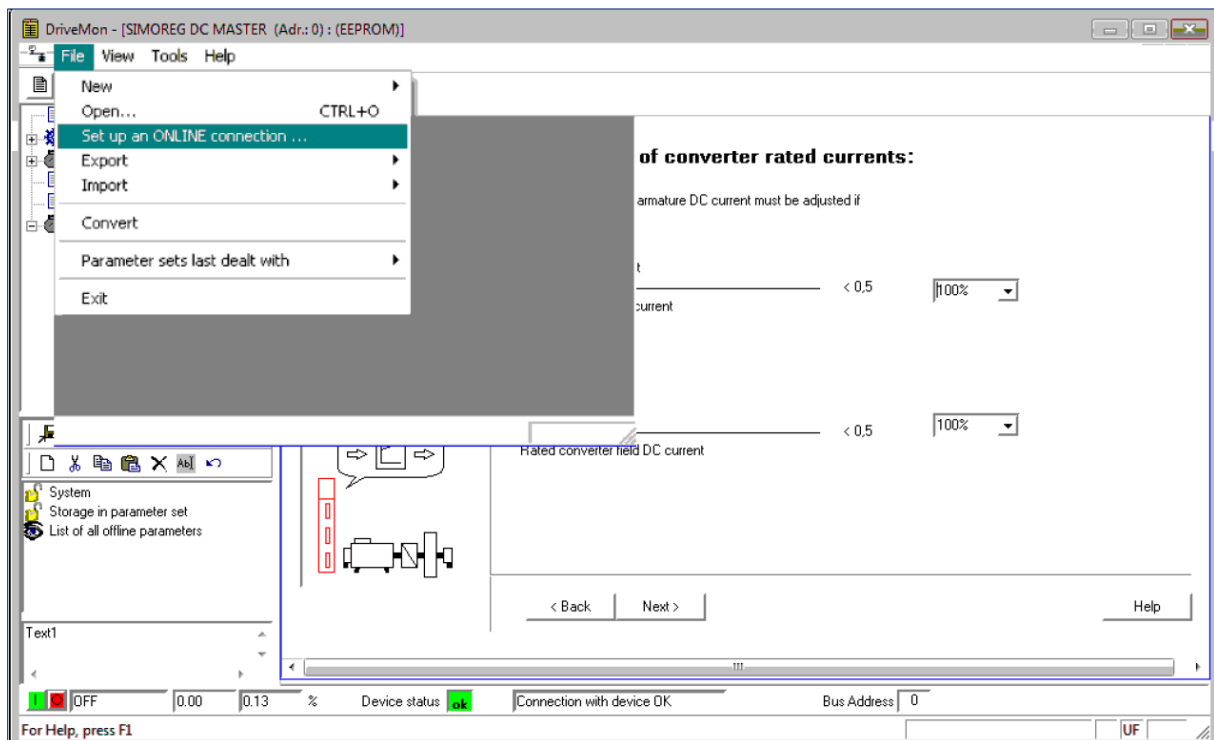 DriveMon - [SIMOREG DC MASTER (Adr.: 0) : (EEPROM)]
File View Tools Help
New
Open... CTRL+O
Set up an ONLINE connection ...
Export
Import
Convert
Parameter sets last dealt with
Exit
of converter rated currents:
armature DC current must be adjusted if
t
< 0,5 100%
current
< 0,5 100%
Rated converter field DC current
Abl
System
Storage in parameter set
List of all offline parameters
< Back Next > Help
Text1
I O OFF 0.00 0.13 % Device status ok Connection with device OK Bus Address 0
For Help, press F1 UF